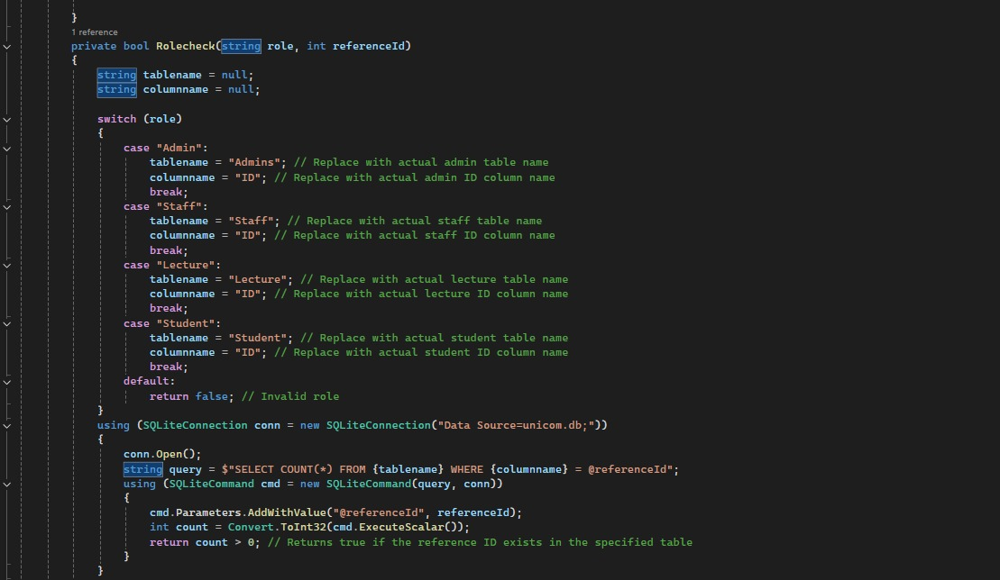 }
1 reference
private bool Rolecheck(string role, int referenceId)
{
string tablename = null;
string columnname = null;
switch (role)
{
case "Admin":
tablename = "Admins"; // Replace with actual admin table name
columnname = "ID"; // Replace with actual admin ID column name
break;
case "Staff":
tablename = "Staff"; // Replace with actual staff table name
columnname = "ID"; // Replace with actual staff ID column name
break;
case "Lecture":
tablename = "Lecture"; // Replace with actual lecture table name
columnname = "ID"; // Replace with actual lecture ID column name
break;
case "Student":
tablename = "Student"; // Replace with actual student table name
columnname = "ID"; // Replace with actual student ID column name
break;
default:
return false; // Invalid role
}
using (SQLiteConnection conn = new SQLiteConnection("Data Source=unicom.db;"))
{
conn.Open();
string query = $"SELECT COUNT(*) FROM {tablename} WHERE {columnname} = @referenceId";
using (SQLiteCommand cmd = new SQLiteCommand(query, conn))
{
cmd.Parameters.AddWithValue("@referenceId", referenceId);
int count = Convert.ToInt32(cmd.ExecuteScalar());
return count > 0; // Returns true if the reference ID exists in the specified table
}
}